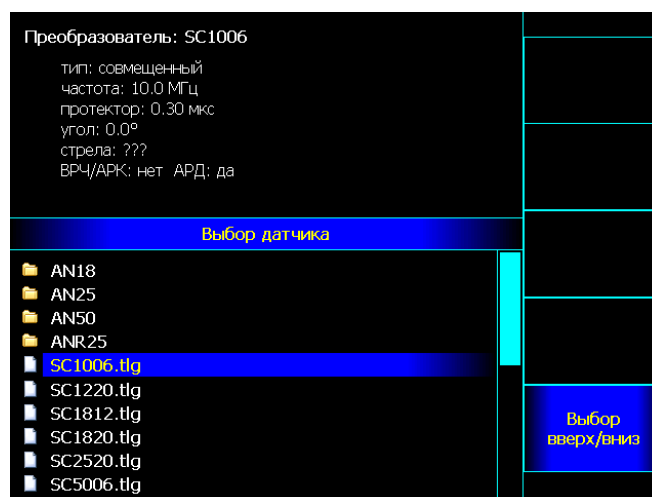 Преобразователь: SC1006
тип: совмещенный
частота: 10.0 МГц
протектор: 0.30 мкс
угол: 0.0°
стрела: ???
ВРЧ/АРК: нет АРД: да
Выбор датчика
AN18
AN25
AN50
ANR25
SC1006.tlg
SC1220.tlg
SC1812.tlg
SC1820.tlg
SC2520.tlg
SC5006.tlg
Выбор
вверх/вниз